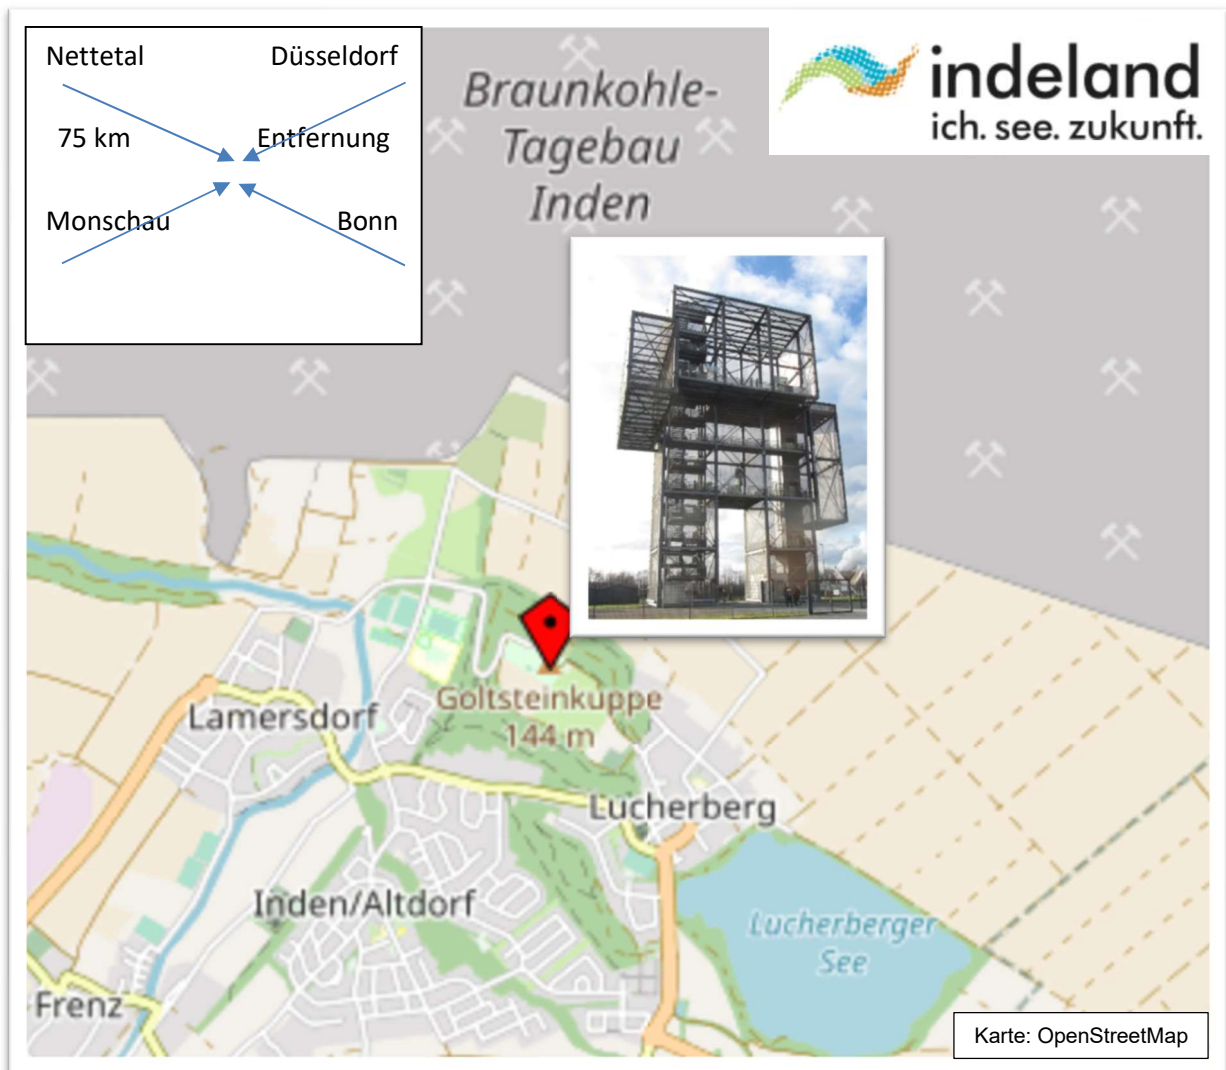 Nettetal Düsseldorf
75 km Entfernung
Monschau Bonn
indeland
ich. see. zukunft.
Braunkohle-
Tagebau
Inden
Goltsteinkuppe
144 m
Lamersdorf
Lucherberg
Inden/Altdorf
Lucherberger
See
Frenz
Karte: OpenStreetMap